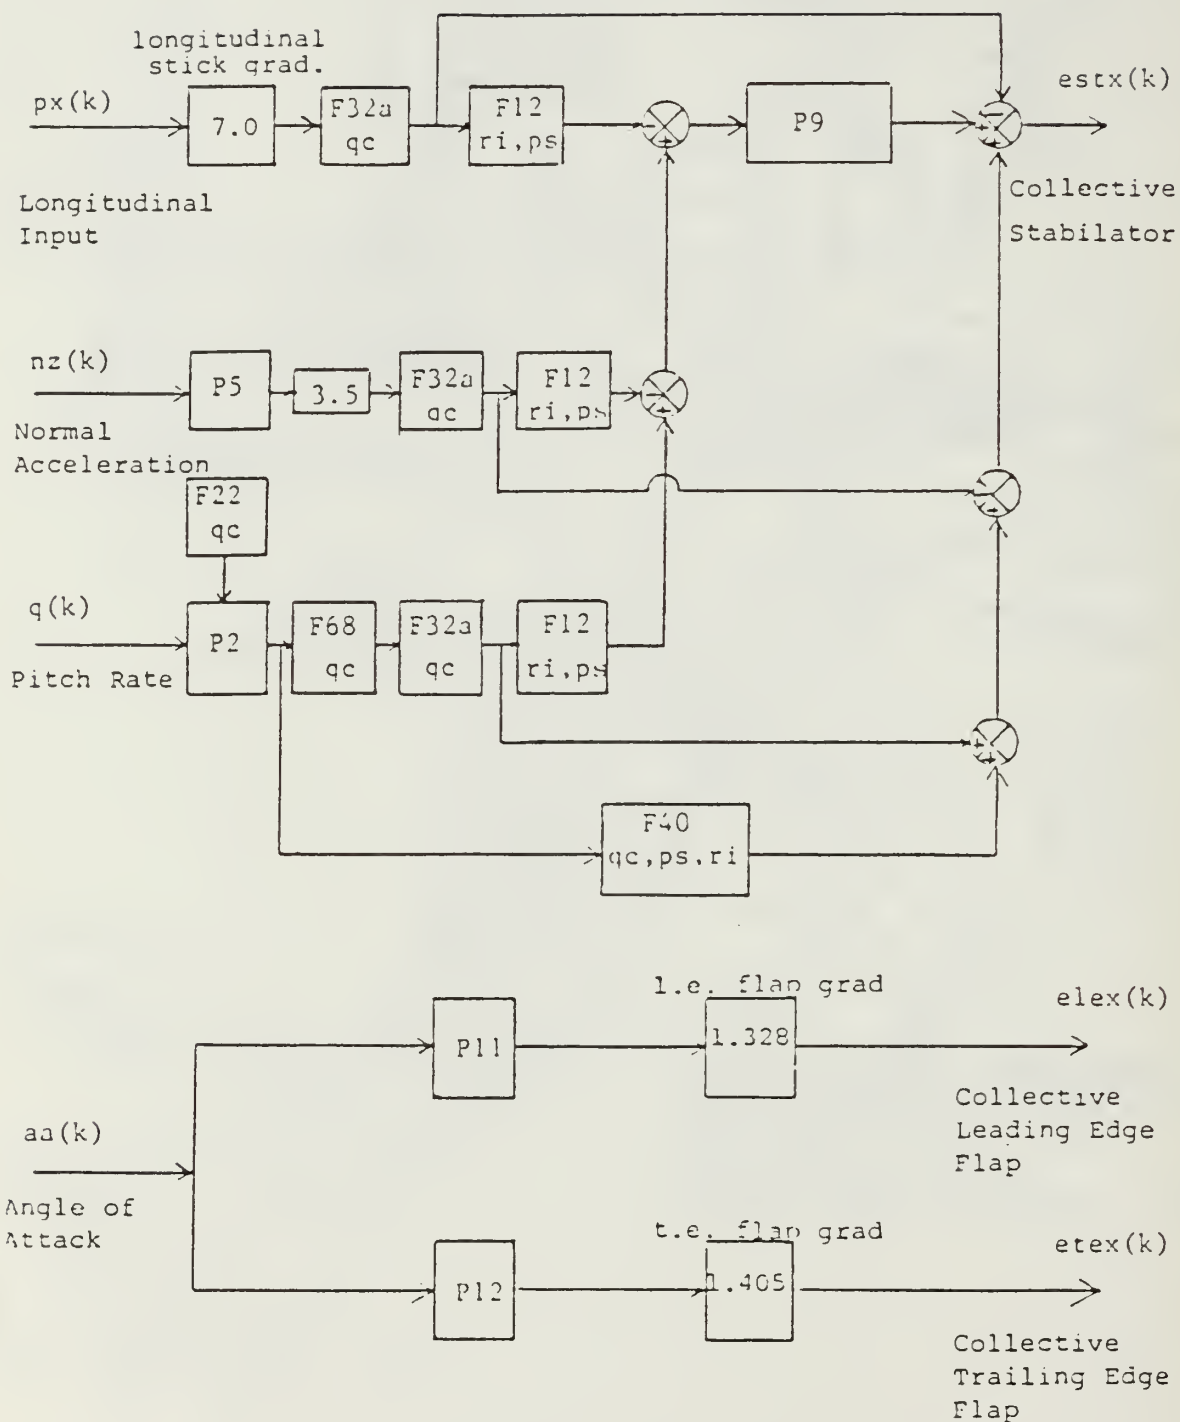 longitudinal
stick grad.
px(k)
7.0
F32a
qc
F12
ri,ps
P9
estx(k)
Longitudinal
Input
Collective
Stabilator
nz(k)
P5
3.5
F32a
qc
F12
ri,ps
Normal
Acceleration
F22
qc
q(k)
P2
F68
qc
F32a
qc
F12
ri,ps
Pitch Rate
F40
qc,ps,ri
l.e. flap grad
P11
1.328
elex(k)
Collective
Leading Edge
Flap
aa(k)
Angle of
Attack
t.e. flap grad
P12
1.405
etex(k)
Collective
Trailing Edge
Flap